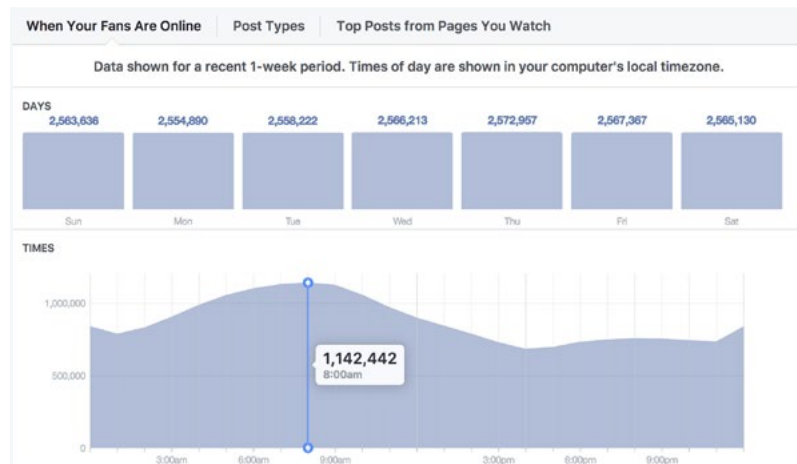 When Your Fans Are Online Post Types Top Posts from Pages You Watch
Data shown for a recent 1-week period. Times of day are shown in your computer's local timezone.
DAYS
2,563,636 2,554,890 2,558,222 2,566,213 2,572,957 2,567,367 2,565,130
Sun Mon Tue Wed Thu Fri Sat
TIMES
1,000,000
1,142,442
8:00am
500,000
0
3:00am 6:00am 9:00am 3:00pm 6:00pm 9:00pm